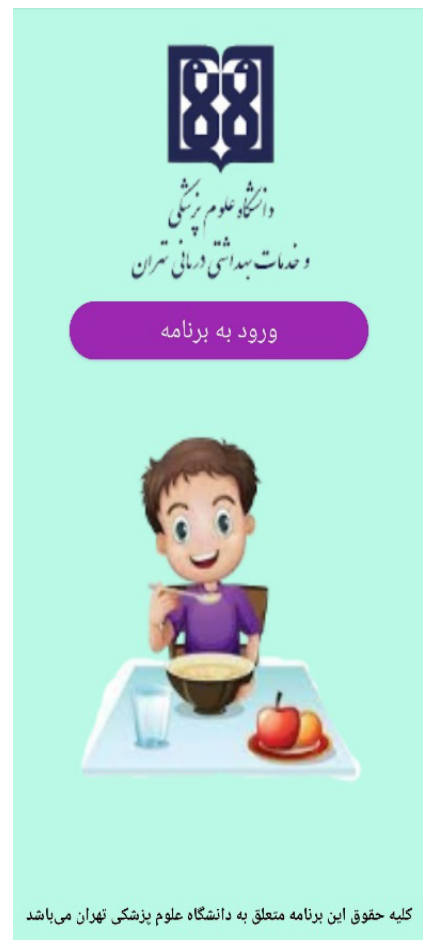 دانشگاه علوم پزشکی
و خدمات بهداشتی درمانی تهران
ورود به برنامه
کلیه حقوق این برنامه متعلق به دانشگاه علوم پزشکی تهران می‌باشد